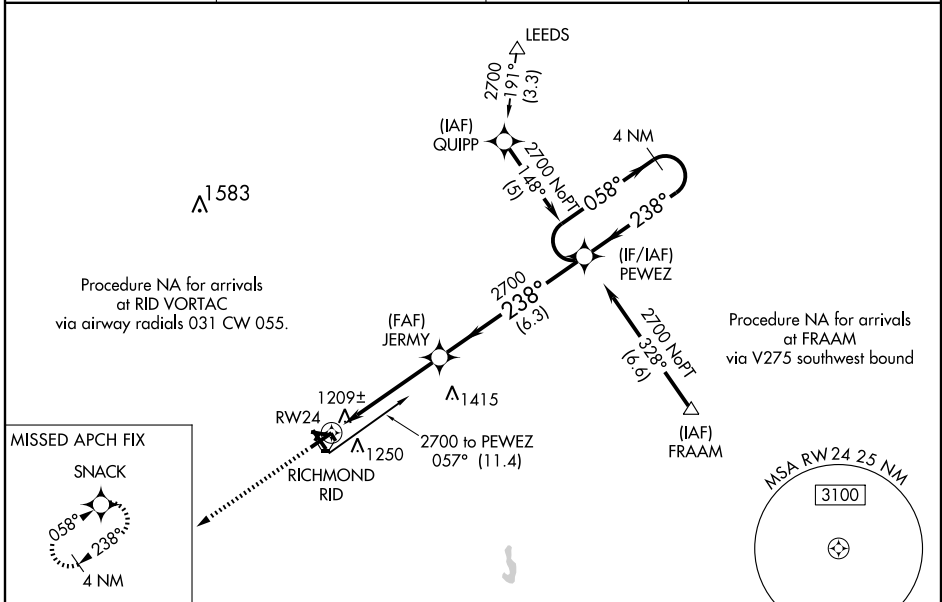 LEEDS
2700
191°
(3.3)
(IAF)
QUIPP
2700 NoPT
148°
(5)
4 NM
058°
238°
(IF/IAF)
PEWEZ
1583
Procedure NA for arrivals
at RID VORTAC
via airway radials 031 CW 055.
2700
238°
(6.3)
(FAF)
JERMY
2700 NoPT
328°
(6.6)
Procedure NA for arrivals
at FRAAM
via V275 southwest bound
1415
1209±
RW24
1250
2700 to PEWEZ
057° (11.4)
RICHMOND
RID
(IAF)
FRAAM
MISSED APCH FIX
SNACK
058°
238°
4 NM
MSA RW 24 25 NM
3100